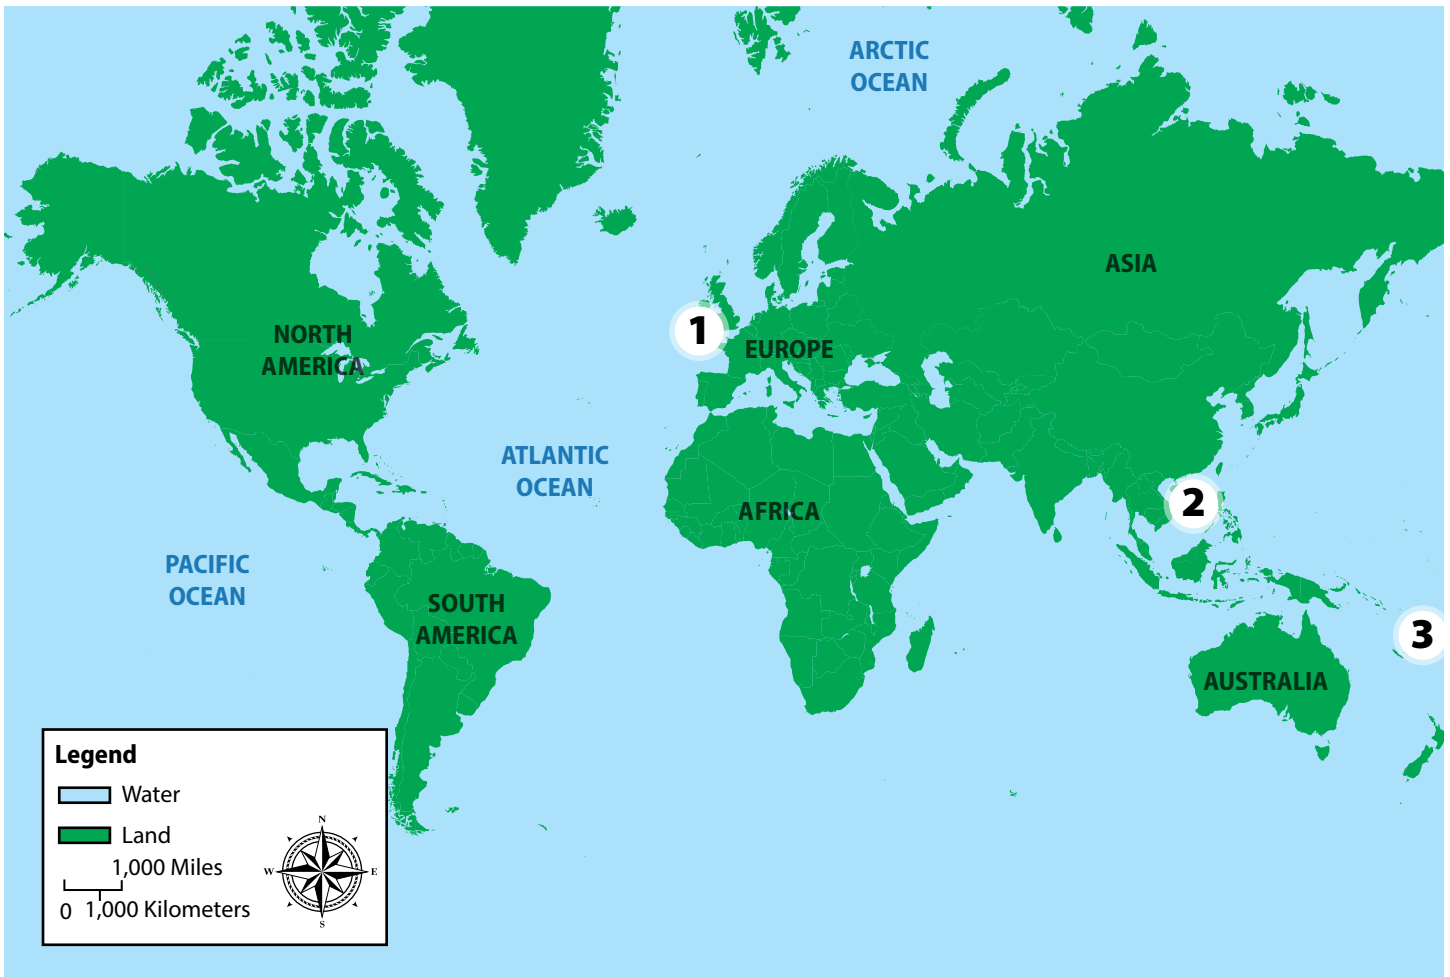 ARCTIC
OCEAN
ASIA
1
NORTH
AMERICA
EUROPE
ATLANTIC
OCEAN
2
AFRICA
PACIFIC
OCEAN
SOUTH
AMERICA
3
AUSTRALIA
Legend
Water
Land
1,000 Miles
0 1,000 Kilometers
N
W E
S